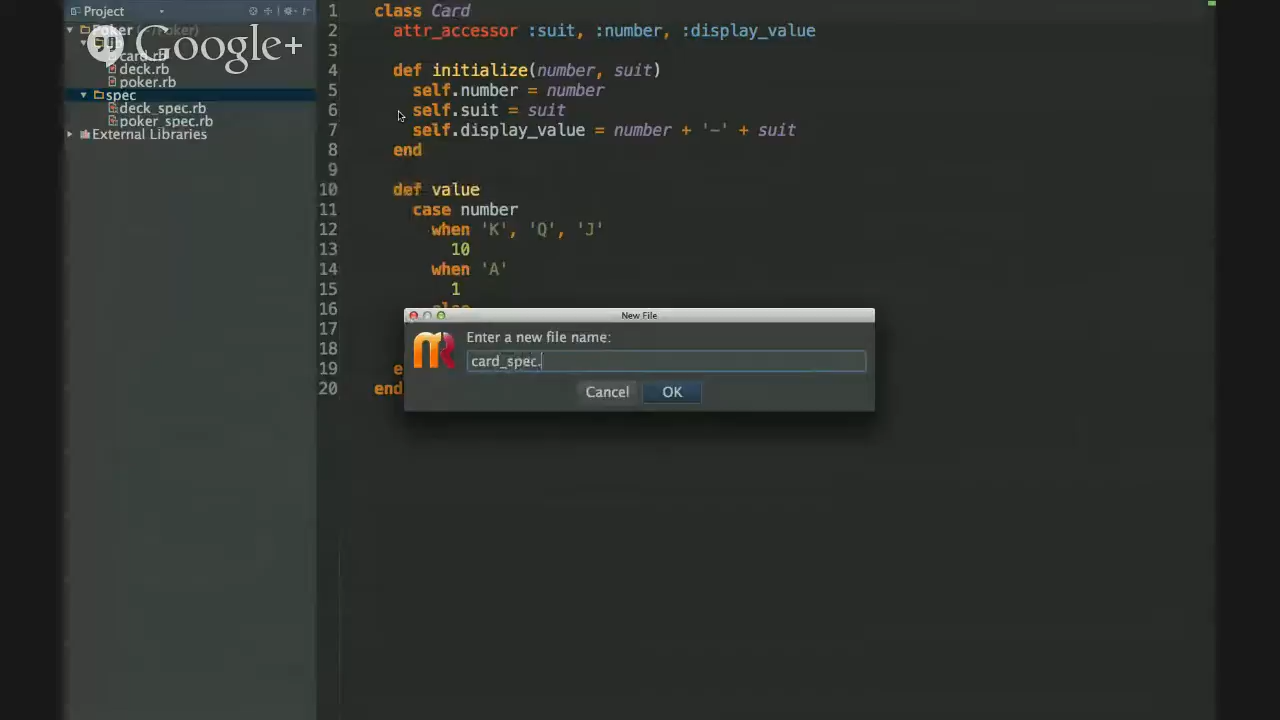 Project
Poker (~/Poker)
Google+
card.rb
deck.rb
poker.rb
spec
deck_spec.rb
poker_spec.rb
External Libraries
1 class Card
2 attr_accessor :suit, :number, :display_value
3
4 def initialize(number, suit)
5 self.number = number
6 self.suit = suit
7 self.display_value = number + '-' + suit
8 end
9
10 def value
11 case number
12 when 'K', 'Q', 'J'
13 10
14 when 'A'
15 1
16 else
17
18
19 e
20 end
New File
Enter a new file name:
card_spec.
Cancel
OK